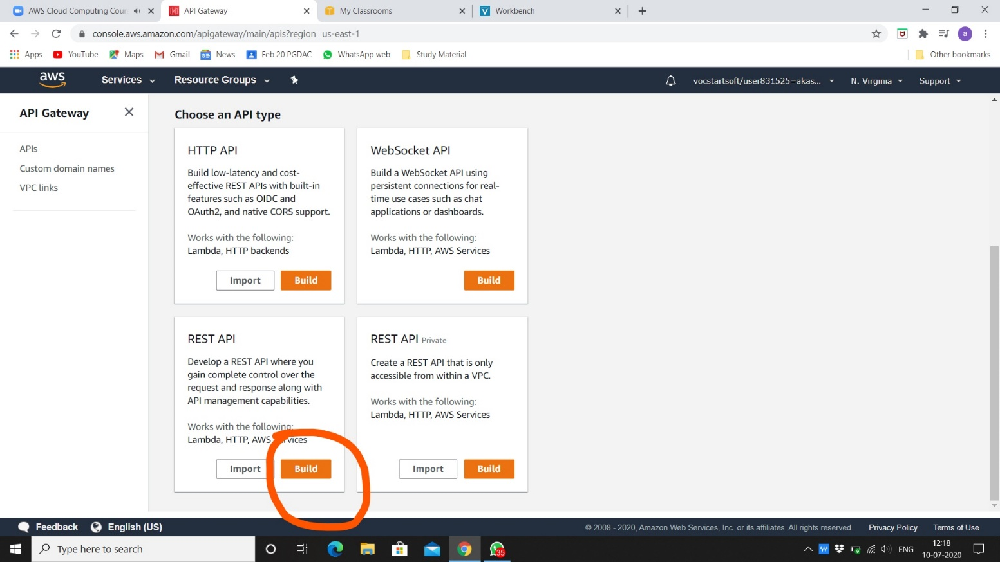 AWS Cloud Computing Cour
API Gateway
My Classrooms
Workbench
console.aws.amazon.com/apigateway/main/apis?region=us-east-1
a
Apps
YouTube
Maps
Gmail
News
Feb 20 PGDAC
WhatsApp web
Study Material
Other bookmarks
aws
Services
Resource Groups
vocstartsoft/user831525=akas...
N. Virginia
Support
API Gateway
APIs
Custom domain names
VPC links
Choose an API type
HTTP API
Build low-latency and cost-
effective REST APIs with built-in
features such as OIDC and
OAuth2, and native CORS support.
Works with the following:
Lambda, HTTP backends
Import
Build
WebSocket API
Build a WebSocket API using
persistent connections for real-
time use cases such as chat
applications or dashboards.
Works with the following:
Lambda, HTTP, AWS Services
Build
REST API
Develop a REST API where you
gain complete control over the
request and response along with
API management capabilities.
Works with the following:
Lambda, HTTP, AWS Services
Import
Build
REST API Private
Create a REST API that is only
accessible from within a VPC.
Works with the following:
Lambda, HTTP, AWS Services
Import
Build
Feedback
English (US)
© 2008 - 2020, Amazon Web Services, Inc. or its affiliates. All rights reserved.
Privacy Policy
Terms of Use
Type here to search
35
ENG
12:18
10-07-2020